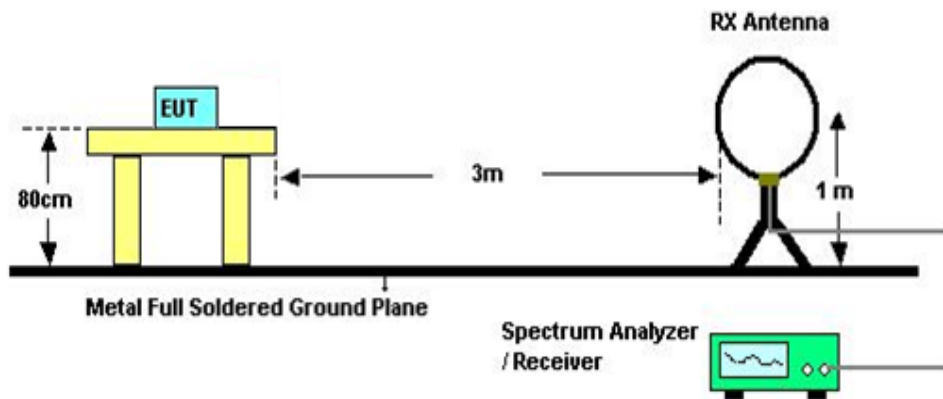 RX Antenna
EUT
3m
80cm
1 m
Metal Full Soldered Ground Plane
Spectrum Analyzer
/ Receiver